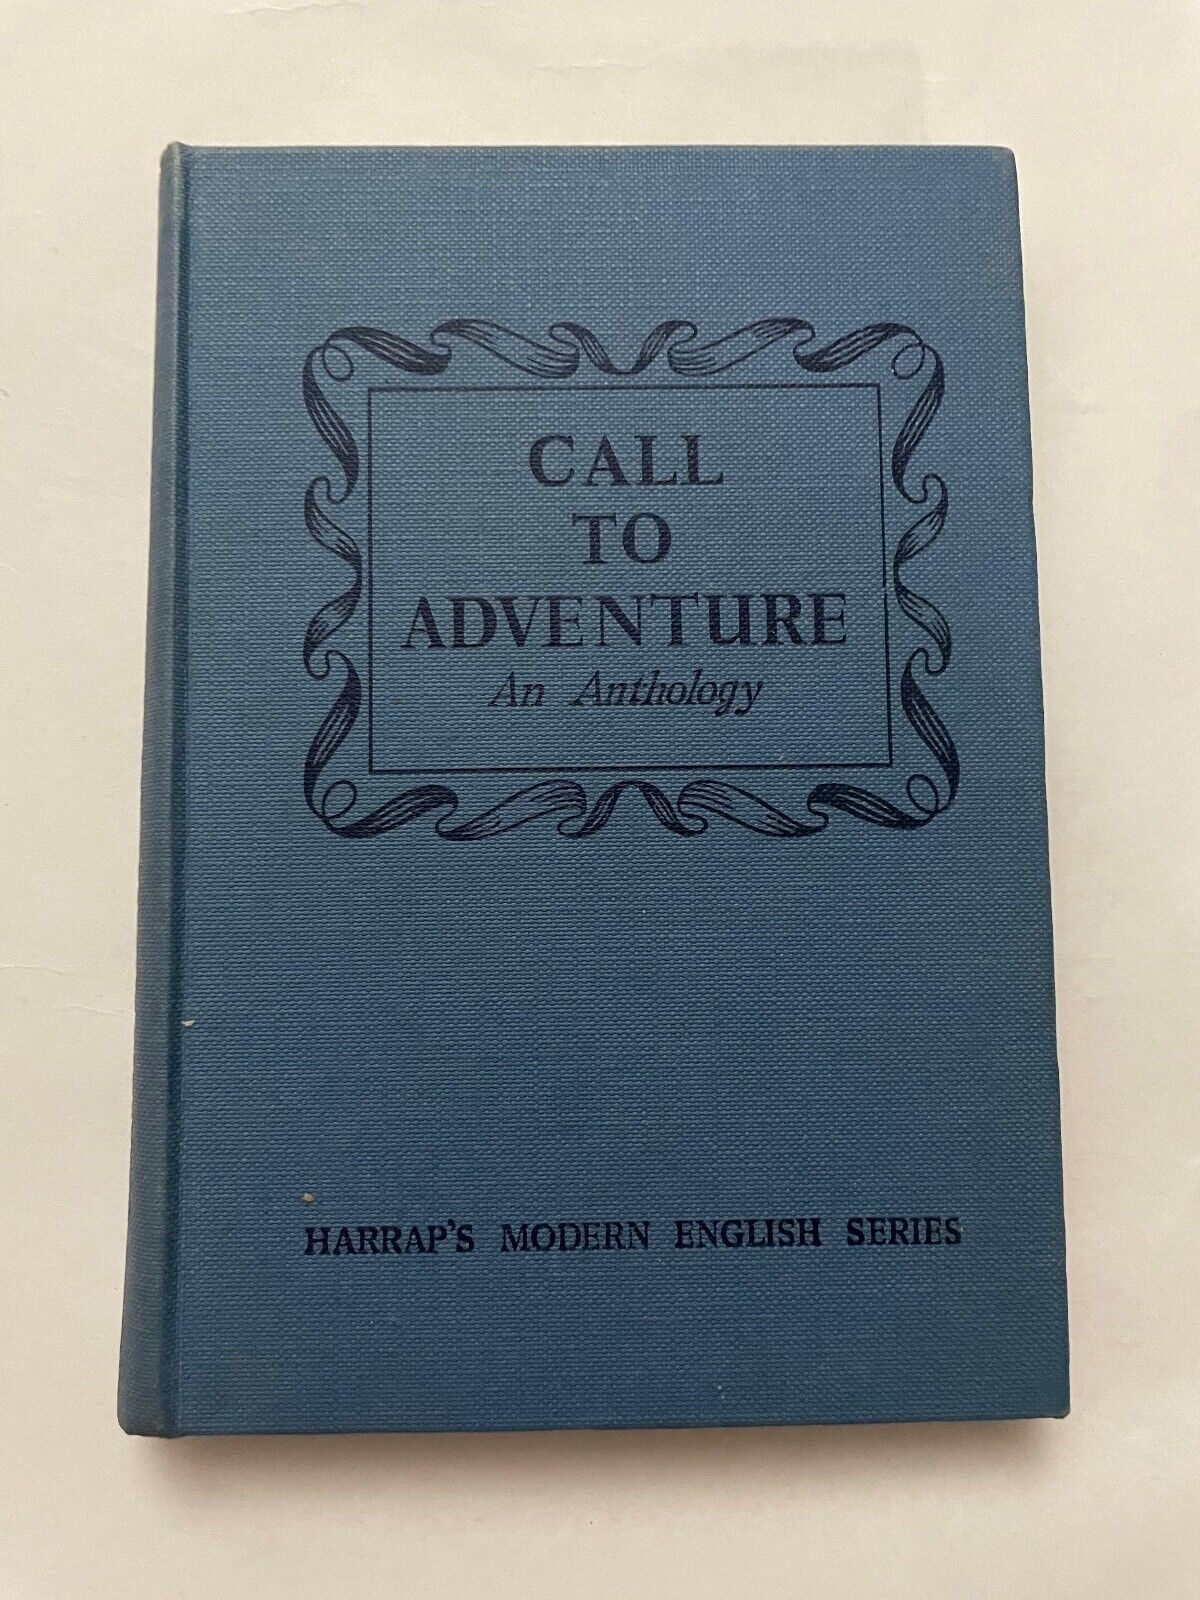 CALL
TO
ADVENTURE
An Anthology
HARRAP'S MODERN ENGLISH SERIES